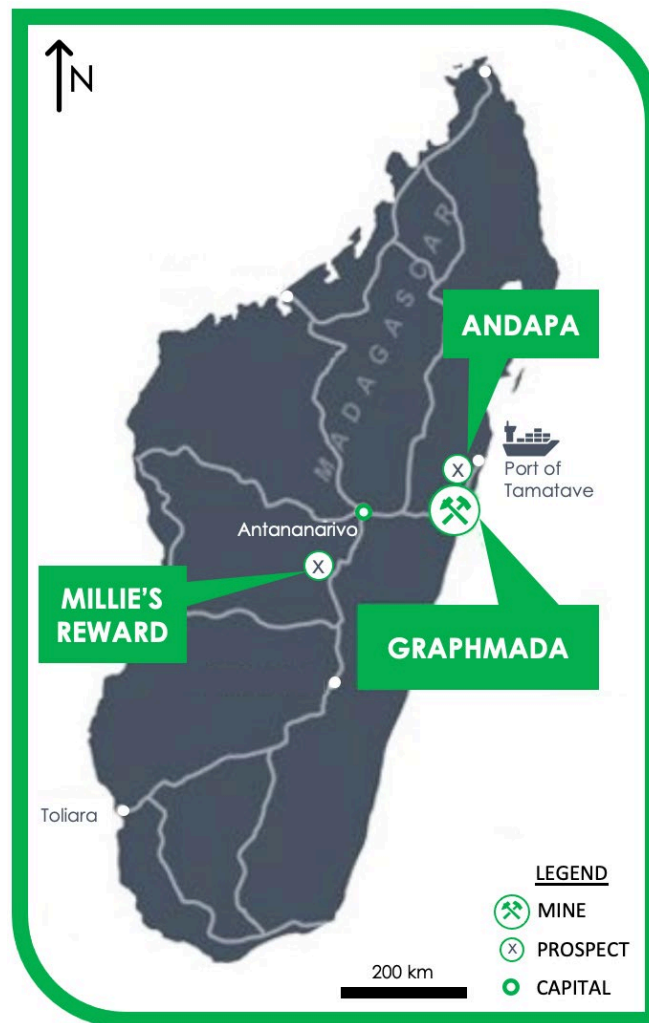 N
MADAGASCAR
ANDAPA
Port of
Tamatave
Antananarivo
MILLIE'S
REWARD
GRAPHMADA
Toliara
LEGEND
MINE
X PROSPECT
CAPITAL
200 km
X
X